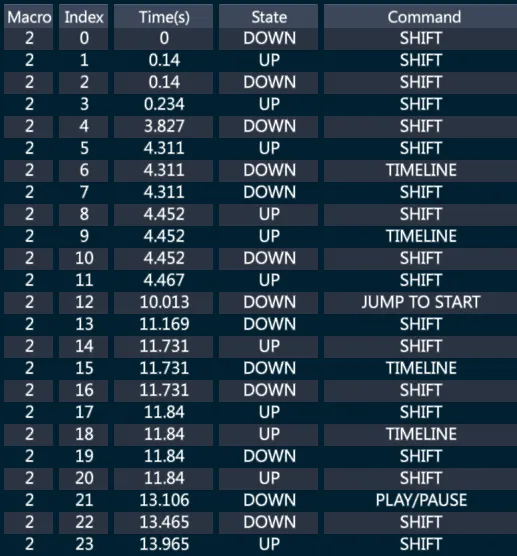 Macro Index Time(s) State Command
2 0 0 DOWN SHIFT
2 1 0.14 UP SHIFT
2 2 0.14 DOWN SHIFT
2 3 0.234 UP SHIFT
2 4 3.827 DOWN SHIFT
2 5 4.311 UP SHIFT
2 6 4.311 DOWN TIMELINE
2 7 4.311 DOWN SHIFT
2 8 4.452 UP SHIFT
2 9 4.452 UP TIMELINE
2 10 4.452 DOWN SHIFT
2 11 4.467 UP SHIFT
2 12 10.013 DOWN JUMP TO START
2 13 11.169 DOWN SHIFT
2 14 11.731 UP SHIFT
2 15 11.731 DOWN TIMELINE
2 16 11.731 DOWN SHIFT
2 17 11.84 UP SHIFT
2 18 11.84 UP TIMELINE
2 19 11.84 DOWN SHIFT
2 20 11.84 UP SHIFT
2 21 13.106 DOWN PLAY/PAUSE
2 22 13.465 DOWN SHIFT
2 23 13.965 UP SHIFT